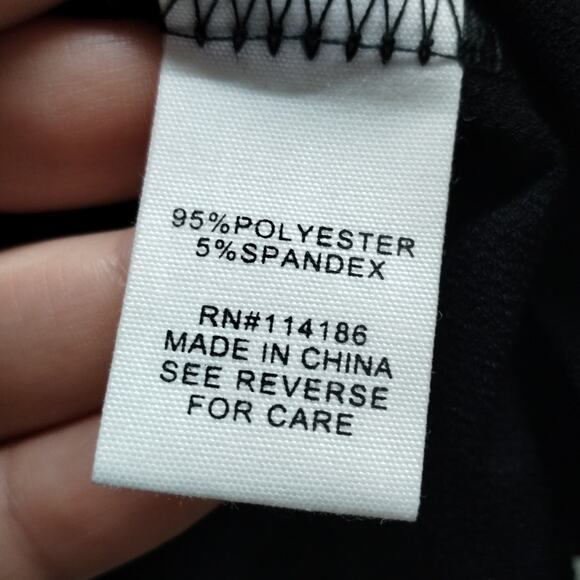 95%POLYESTER
5%SPANDEX
RN#114186
MADE IN CHINA
SEE REVERSE
FOR CARE